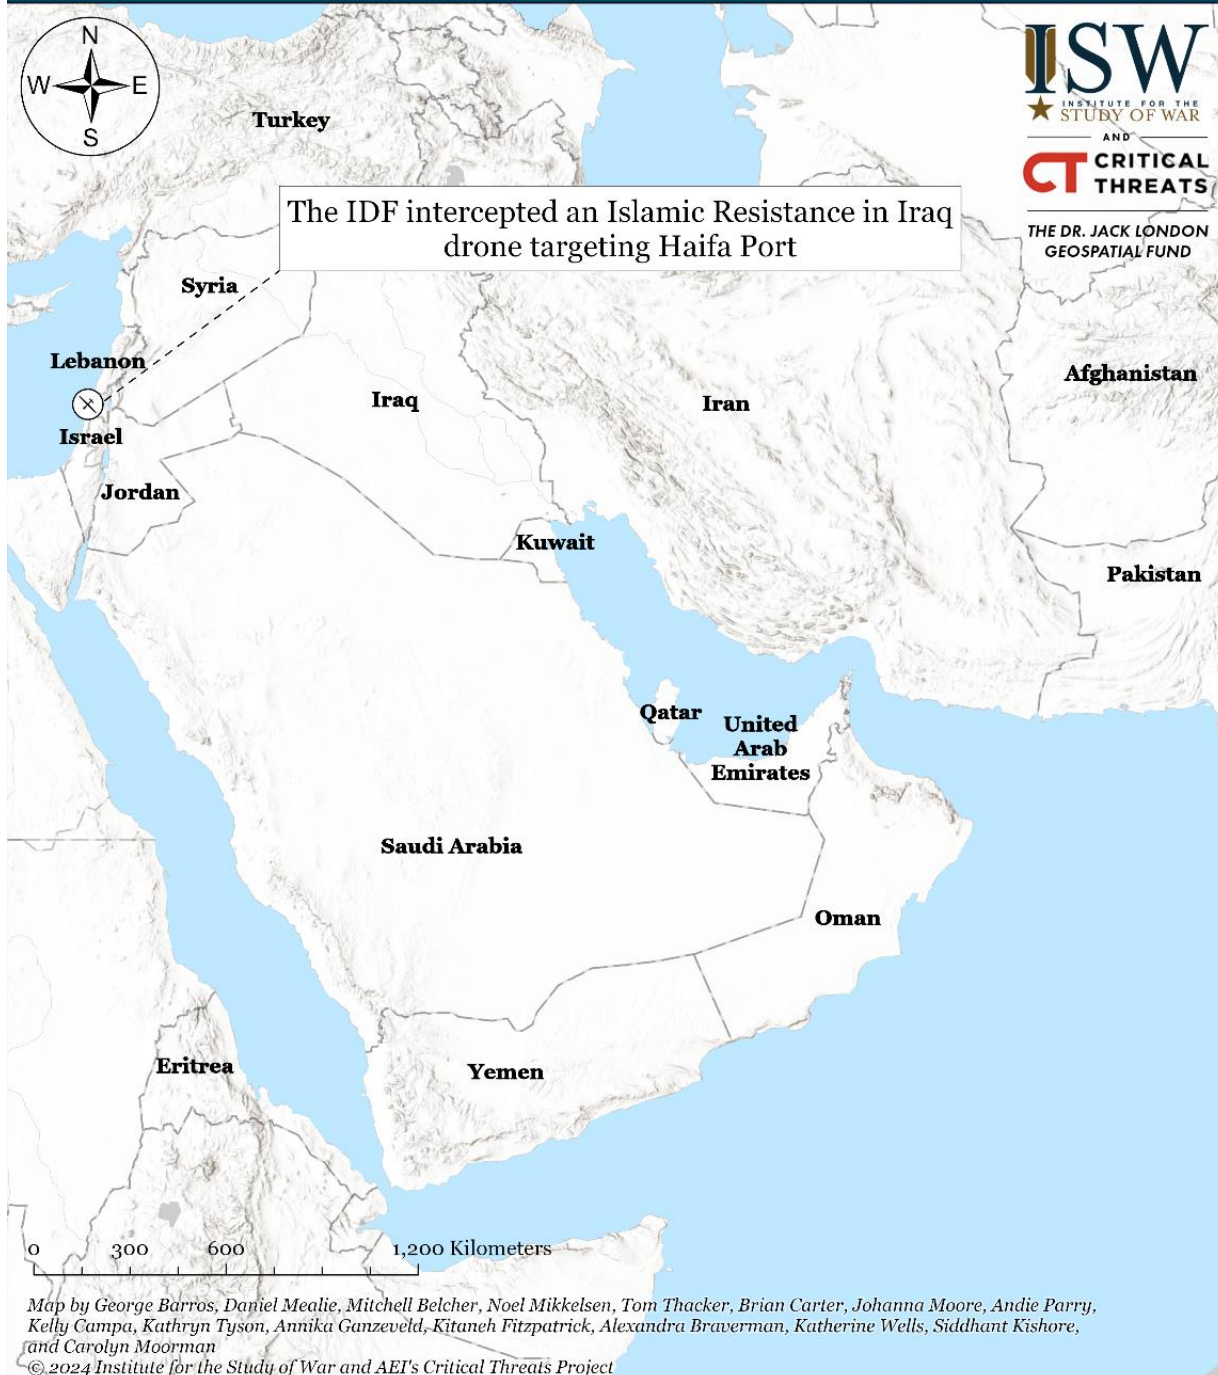 N
W
E
S
ISW
INSTITUTE FOR THE
STUDY OF WAR
AND
CT CRITICAL
THREATS
THE DR. JACK LONDON
GEOSPATIAL FUND
Turkey
The IDF intercepted an Islamic Resistance in Iraq
drone targeting Haifa Port
Syria
Lebanon
Afghanistan
Iraq
Iran
Israel
Jordan
Kuwait
Pakistan
Qatar
United
Arab
Emirates
Saudi Arabia
Oman
Eritrea
Yemen
0 300 600 1,200 Kilometers
Map by George Barros, Daniel Mealie, Mitchell Belcher, Noel Mikkelsen, Tom Thacker, Brian Carter, Johanna Moore, Andie Parry,
Kelly Campa, Kathryn Tyson, Annika Ganzeveld, Kitaneh Fitzpatrick, Alexandra Braverman, Katherine Wells, Siddhant Kishore,
and Carolyn Moorman
© 2024 Institute for the Study of War and AEI's Critical Threats Project